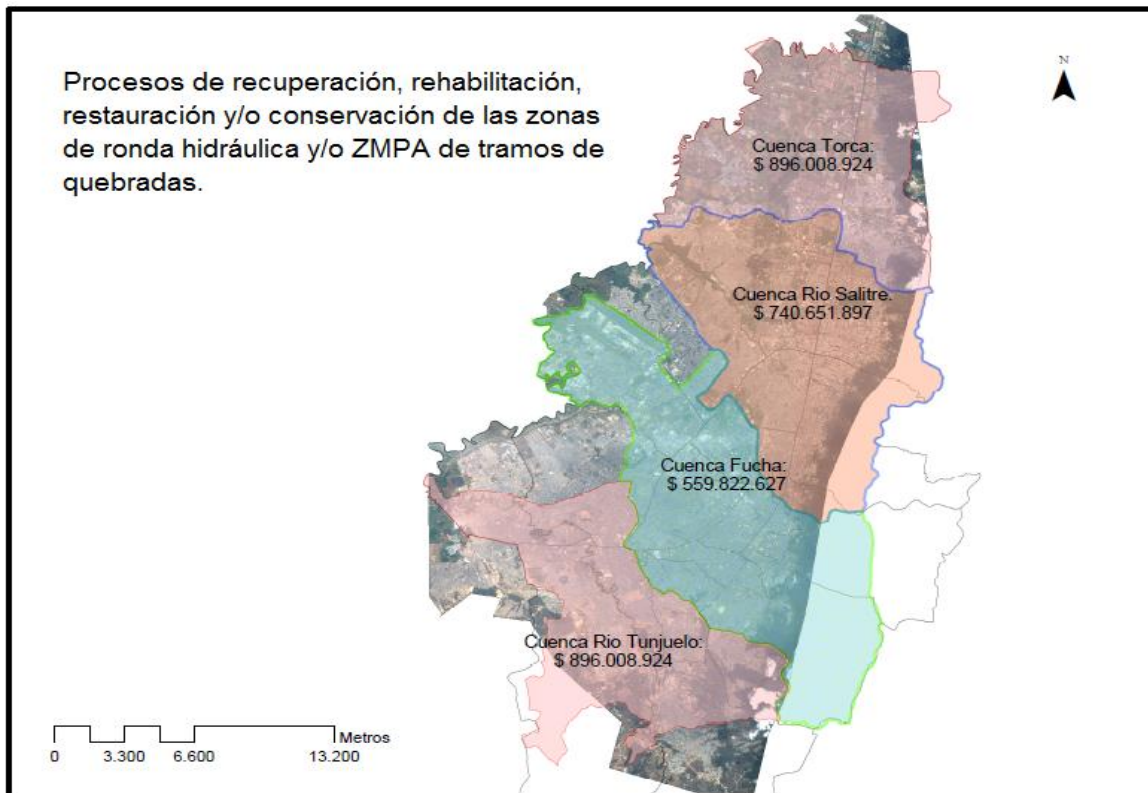 Procesos de recuperación, rehabilitación,
restauración y/o conservación de las zonas
de ronda hidráulica y/o ZMPA de tramos de
quebradas.
N
Cuenca Torca:
$ 896.008.924
Cuenca Rio Salitre.
$ 740.651.897
Cuenca Fucha:
$ 559.822.627
Cuenca Rio Tunjuelo:
$ 896.008.924
Metros
0 3.300 6.600 13.200